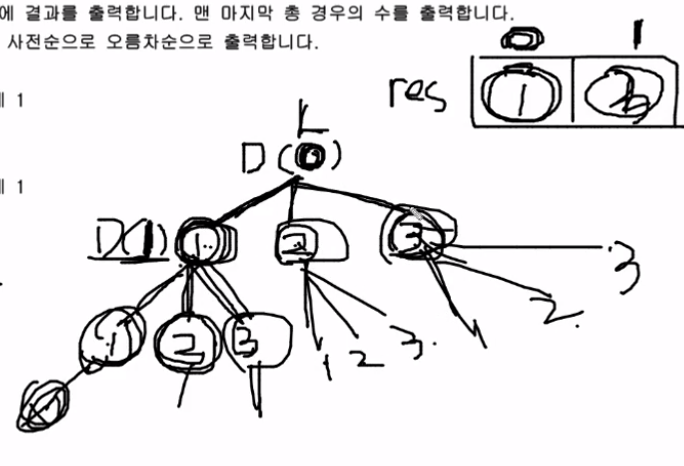 에 결과를 출력합니다. 맨 마지막 총 경우의 수를 출력합니다.
사전순으로 오름차순으로 출력합니다.
0 1
res 1
1
1
L
D(0)
D(1) 1 2 3
3
2
1 2 3 1 2 3.